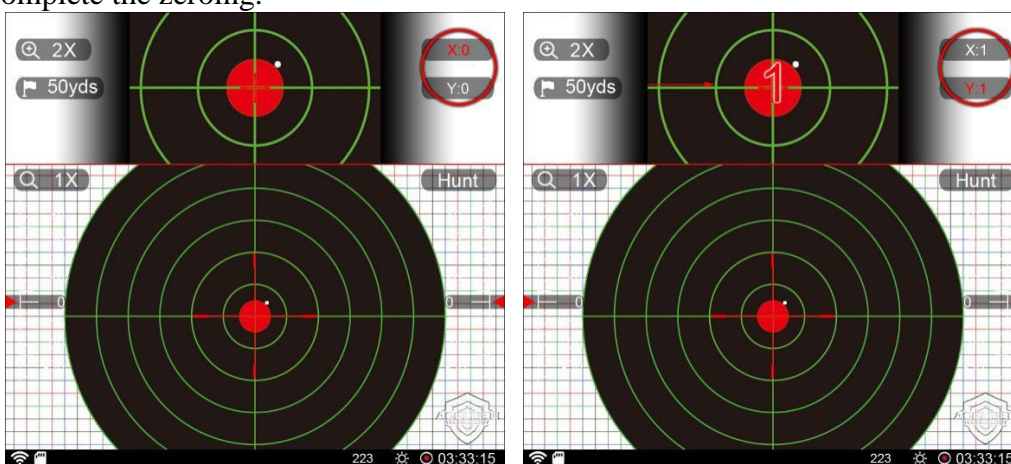 omplete the zeroing.
2X
X:0
50yds
Y:0
1X
Hunt
0
0
223
03:33:15
2X
1
X:1
50yds
Y:1
1X
Hunt
0
0
223
03:33:15